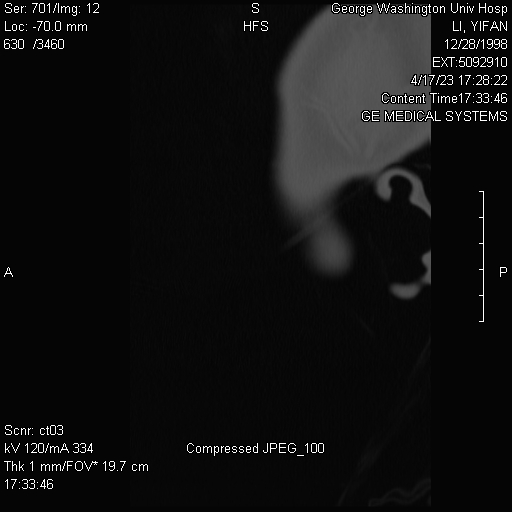 Ser: 701/Img: 12
Loc: -70.0 mm
630 /3460
S
HFS
George Washington Univ Hosp
LI, YIFAN
12/28/1998
EXT:5092910
4/17/23 17:28:22
Content Time17:33:46
GE MEDICAL SYSTEMS
A
P
Scnr: ct03
kV 120/mA 334
Thk 1 mm/FOV* 19.7 cm
17:33:46
Compressed JPEG_100